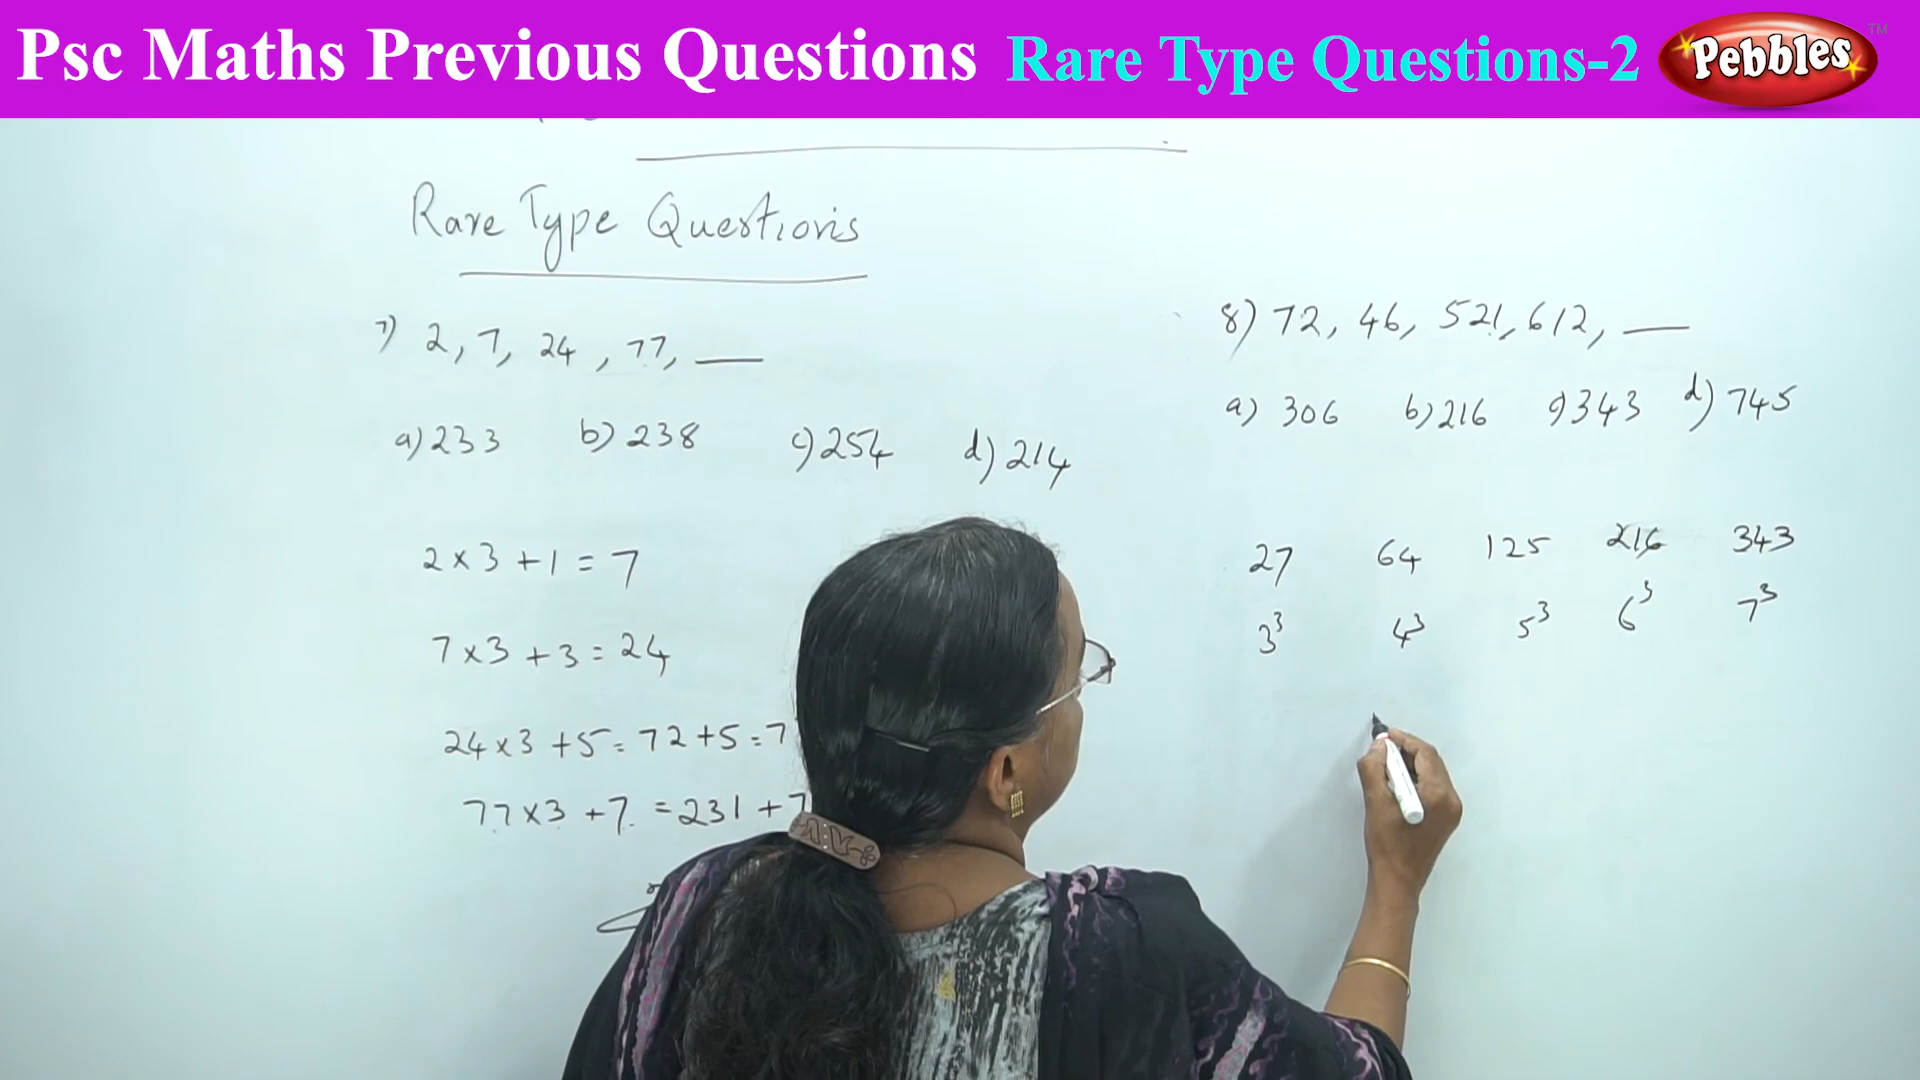 Psc Maths Previous Questions Rare Type Questions-2 Pebbles TM
Rare Type Questions
7) 2, 7, 24, 77, __
a) 233 b) 238 c) 254 d) 214
2 x 3 + 1 = 7
7 x 3 + 3 = 24
24 x 3 + 5 = 72 + 5 = 7
77 x 3 + 7 = 231 + 7
8) 72, 46, 521, 612, __
a) 306 b) 216 c) 343 d) 745
27 64 125 216 343
3³ 4³ 5³ 6³ 7³